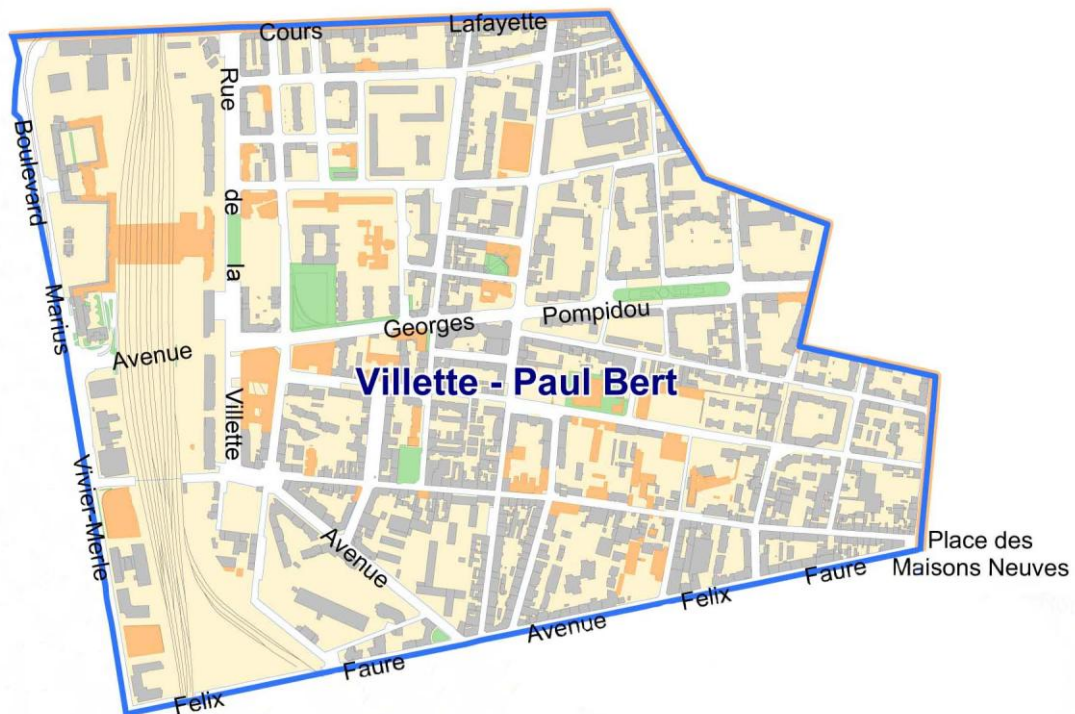 Cours Lafayette
Rue de la Villette
Boulevard Marius Vivier-Merle
Avenue Georges Pompidou
Villette - Paul Bert
Avenue
Place des
Maisons Neuves
Felix Faure Avenue Felix Faure